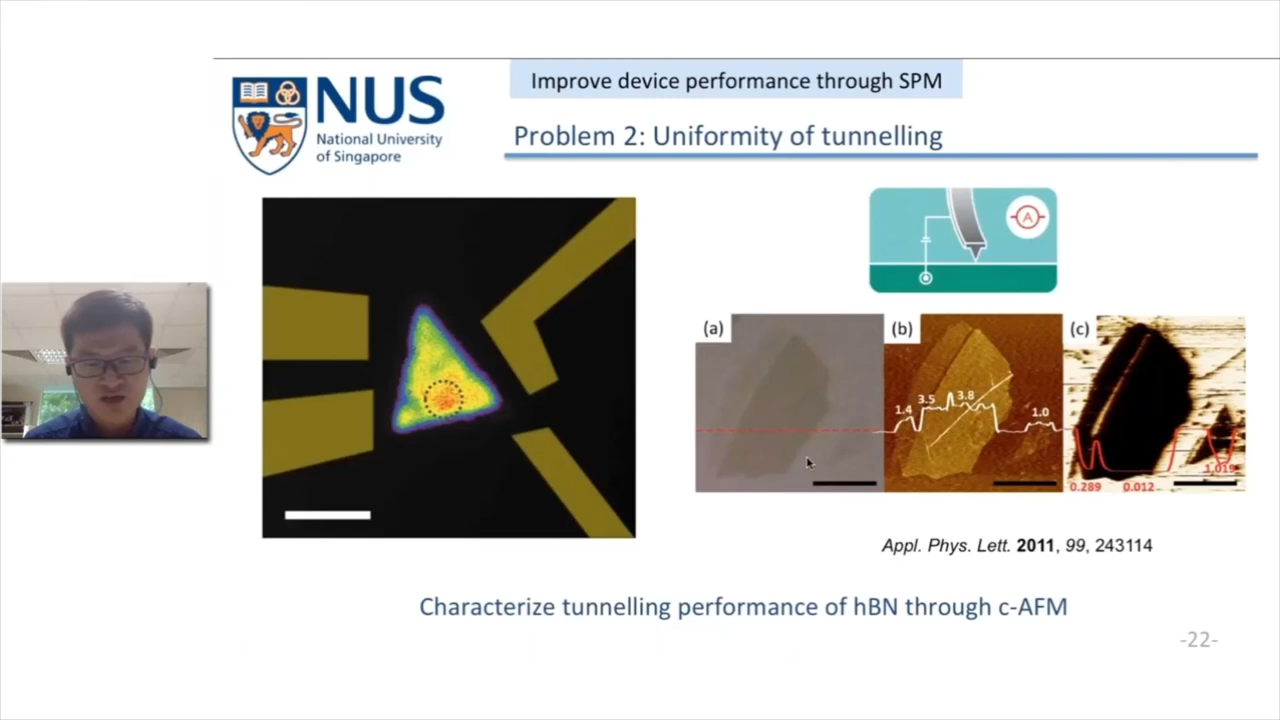 NUS
National University
of Singapore
Improve device performance through SPM
Problem 2: Uniformity of tunnelling
A
(a)
(b)
(c)
1.4
3.5
3.8
1.0
0.289
0.012
1.019
Appl. Phys. Lett. 2011, 99, 243114
Characterize tunnelling performance of hBN through c-AFM
-22-